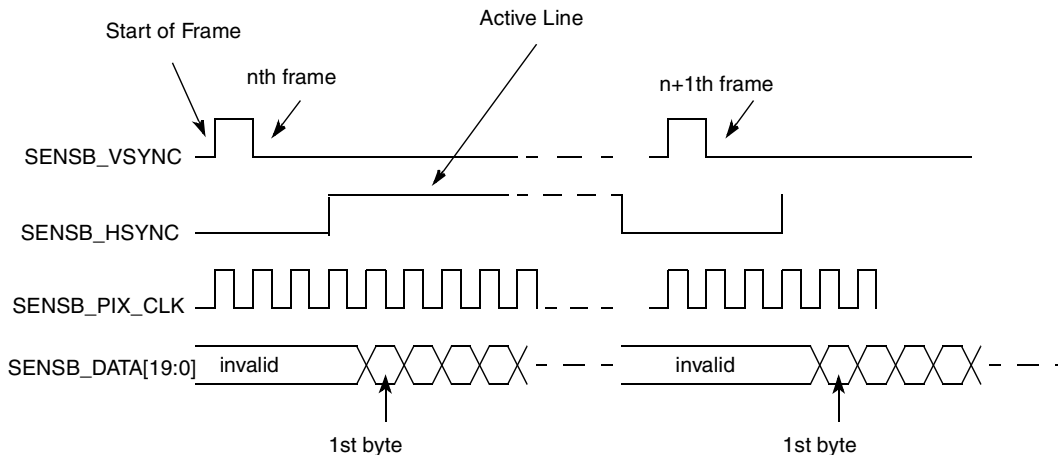 Active Line
Start of Frame
nth frame
n+1th frame
SENSB_VSYNC
SENSB_HSYNC
SENSB_PIX_CLK
SENSB_DATA[19:0]
invalid
invalid
1st byte
1st byte